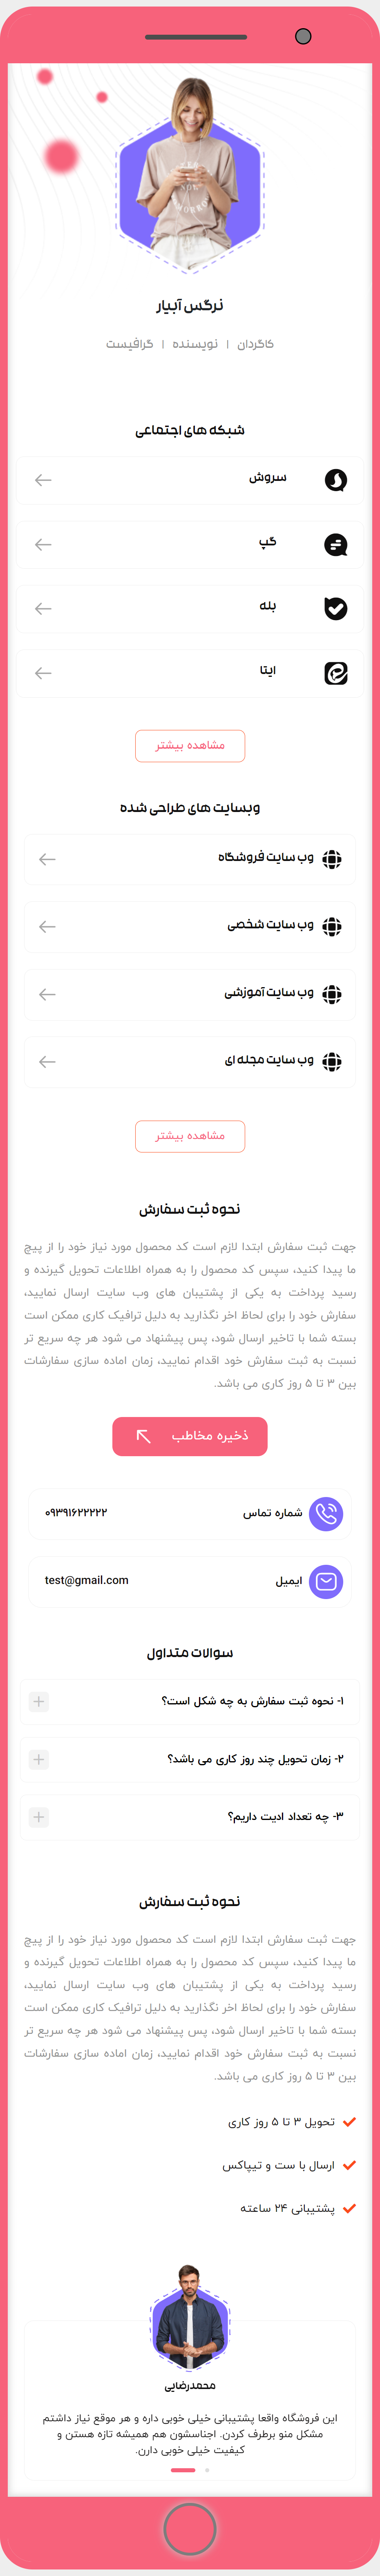 نرگس آبیار
کاگردان | نویسنده | گرافیست
شبکه های اجتماعی
سروش
گپ
بله
ایتا
مشاهده بیشتر
وبسایت های طراحی شده
وب سایت فروشگاه
وب سایت شخصی
وب سایت آموزشی
وب سایت مجله ای
مشاهده بیشتر
نحوه ثبت سفارش
جهت ثبت سفارش ابتدا لازم است کد محصول مورد نیاز خود را از پیج
ما پیدا کنید، سپس کد محصول را به همراه اطلاعات تحویل گیرنده و
رسید پرداخت به یکی از پشتیبان های وب سایت ارسال نمایید،
سفارش خود را برای لحاظ اخر نگذارید به دلیل ترافیک کاری ممکن است
بسته شما با تاخیر ارسال شود، پس پیشنهاد می شود هر چه سریع تر
نسبت به ثبت سفارش خود اقدام نمایید، زمان اماده سازی سفارشات
بین ۳ تا ۵ روز کاری می باشد.
ذخیره مخاطب
شماره تماس ۰۹۳۹۱۶۲۲۲۲۲
ایمیل test@gmail.com
سوالات متداول
۱- نحوه ثبت سفارش به چه شکل است؟
۲- زمان تحویل چند روز کاری می باشد؟
۳- چه تعداد ادیت داریم؟
نحوه ثبت سفارش
جهت ثبت سفارش ابتدا لازم است کد محصول مورد نیاز خود را از پیج
ما پیدا کنید، سپس کد محصول را به همراه اطلاعات تحویل گیرنده و
رسید پرداخت به یکی از پشتیبان های وب سایت ارسال نمایید،
سفارش خود را برای لحاظ اخر نگذارید به دلیل ترافیک کاری ممکن است
بسته شما با تاخیر ارسال شود، پس پیشنهاد می شود هر چه سریع تر
نسبت به ثبت سفارش خود اقدام نمایید، زمان اماده سازی سفارشات
بین ۳ تا ۵ روز کاری می باشد.
تحویل ۳ تا ۵ روز کاری
ارسال با ست و تیپاکس
پشتیبانی ۲۴ ساعته
محمدرضایی
این فروشگاه واقعا پشتیبانی خیلی خوبی داره و هر موقع نیاز داشتم
مشکل منو برطرف کردن. اجناسشون هم همیشه تازه هستن و
کیفیت خیلی خوبی دارن.